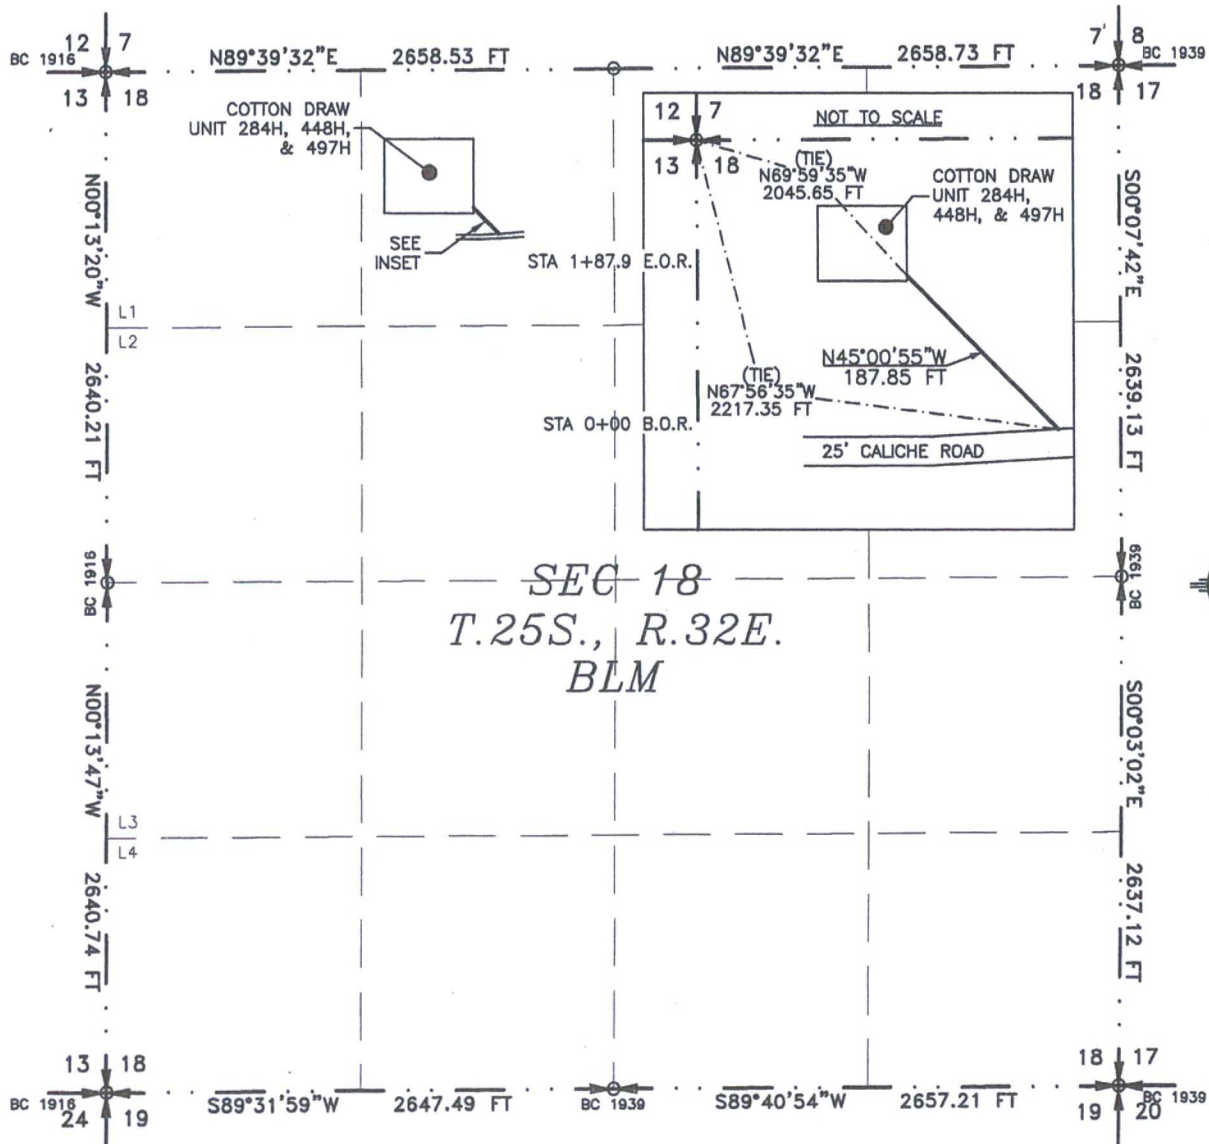 12 7
BC 1916
13 18
N89°39'32"E 2658.53 FT
N89°39'32"E 2658.73 FT
7' 8
BC 1939
18 17
COTTON DRAW
UNIT 284H, 448H,
& 497H
SEE
INSET
12 7
13 18
NOT TO SCALE
(TIE)
N69°59'35"W
2045.65 FT
COTTON DRAW
UNIT 284H,
448H, & 497H
STA 1+87.9 E.O.R.
N45°00'55"W
187.85 FT
(TIE)
N67°56'35"W
2217.35 FT
STA 0+00 B.O.R.
25' CALICHE ROAD
N00°13'20"W 2640.21 FT
L1
L2
S00°07'42"E 2639.13 FT
BC 1916
BC 1939
SEC 18
T.25S., R.32E.
BLM
N00°13'47"W 2640.74 FT
L3
L4
S00°03'02"E 2637.12 FT
13 18
BC 1916
24 19
S89°31'59"W 2647.49 FT
BC 1939
S89°40'54"W 2657.21 FT
18 17
BC 1939
19 20